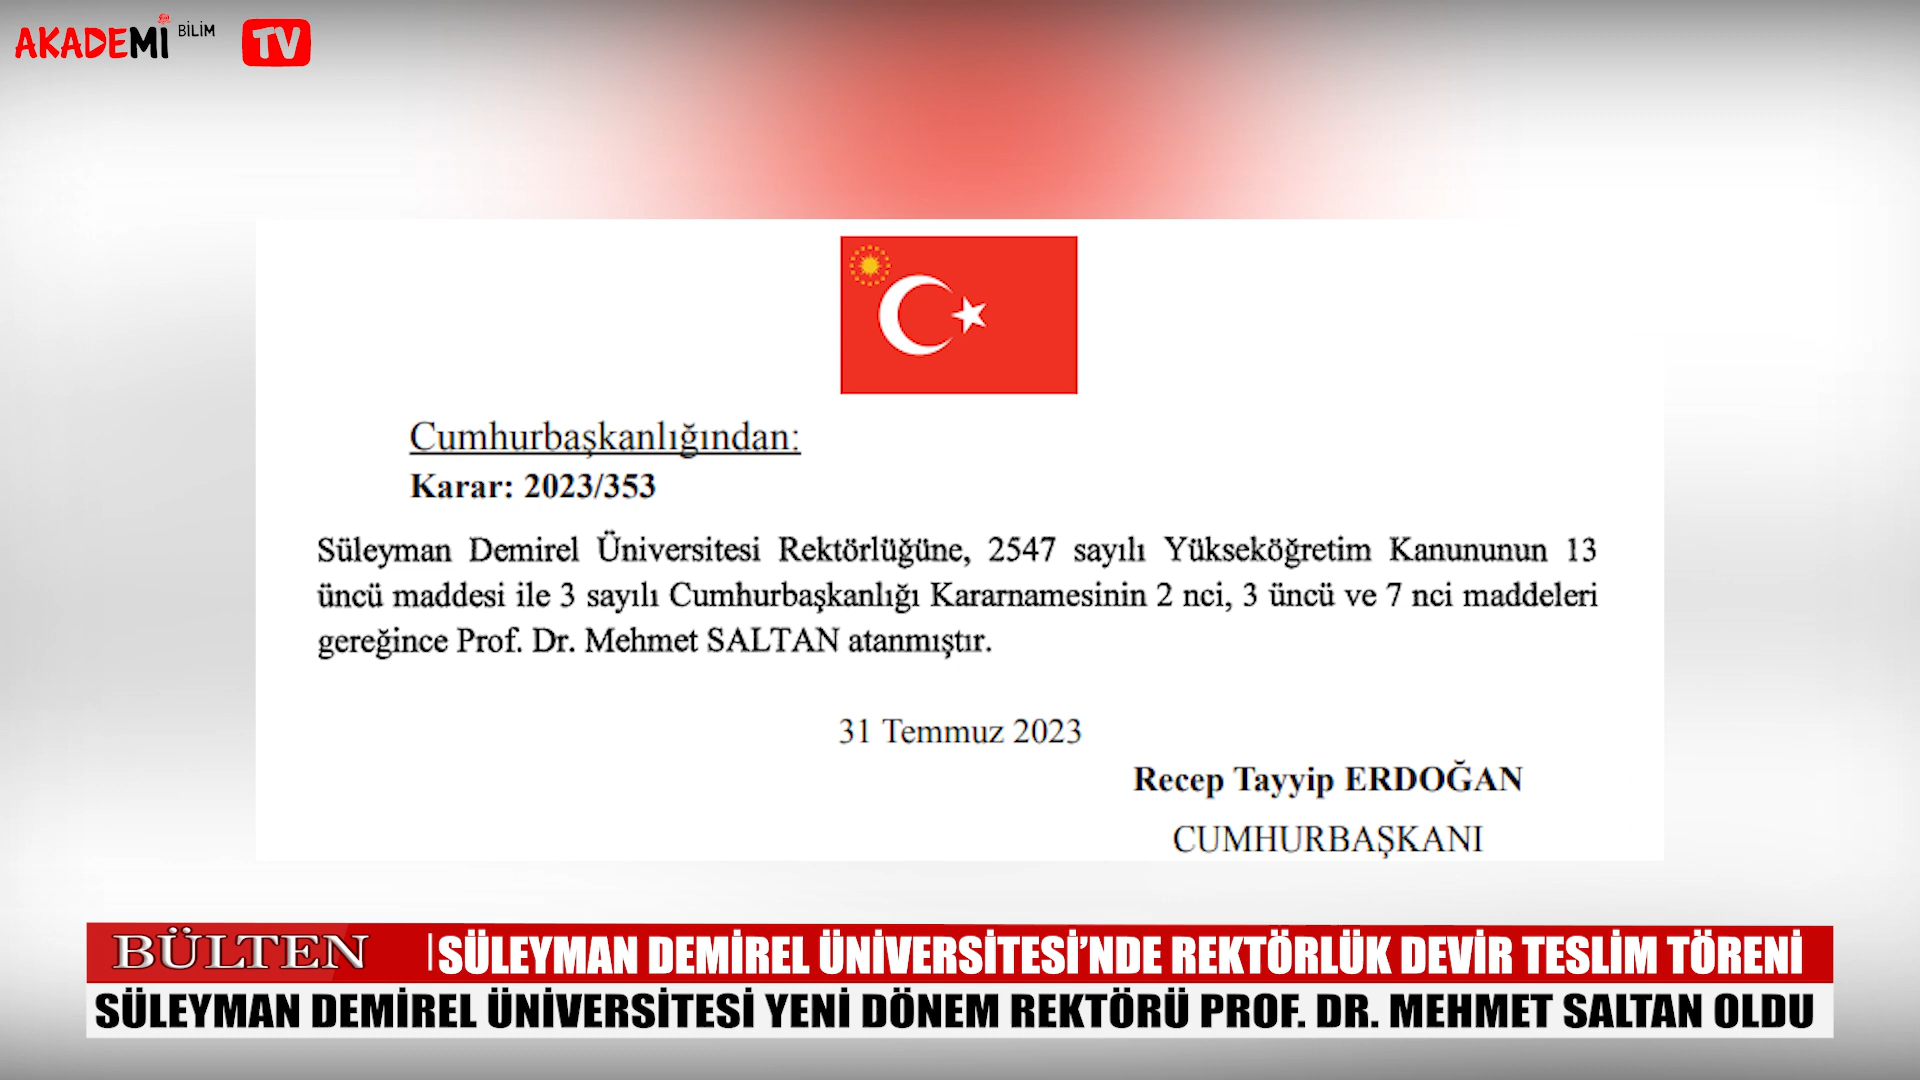 AKADEMİ BİLİM TV
Cumhurbaşkanlığından:
Karar: 2023/353
Süleyman Demirel Üniversitesi Rektörlüğüne, 2547 sayılı Yükseköğretim Kanununun 13
üncü maddesi ile 3 sayılı Cumhurbaşkanlığı Kararnamesinin 2 nci, 3 üncü ve 7 nci maddeleri
gereğince Prof. Dr. Mehmet SALTAN atanmıştır.
31 Temmuz 2023
Recep Tayyip ERDOĞAN
CUMHURBAŞKANI
BÜLTEN |SÜLEYMAN DEMİREL ÜNİVERSİTESİ’NDE REKTÖRLÜK DEVİR TESLİM TÖRENİ
SÜLEYMAN DEMİREL ÜNİVERSİTESİ YENİ DÖNEM REKTÖRÜ PROF. DR. MEHMET SALTAN OLDU